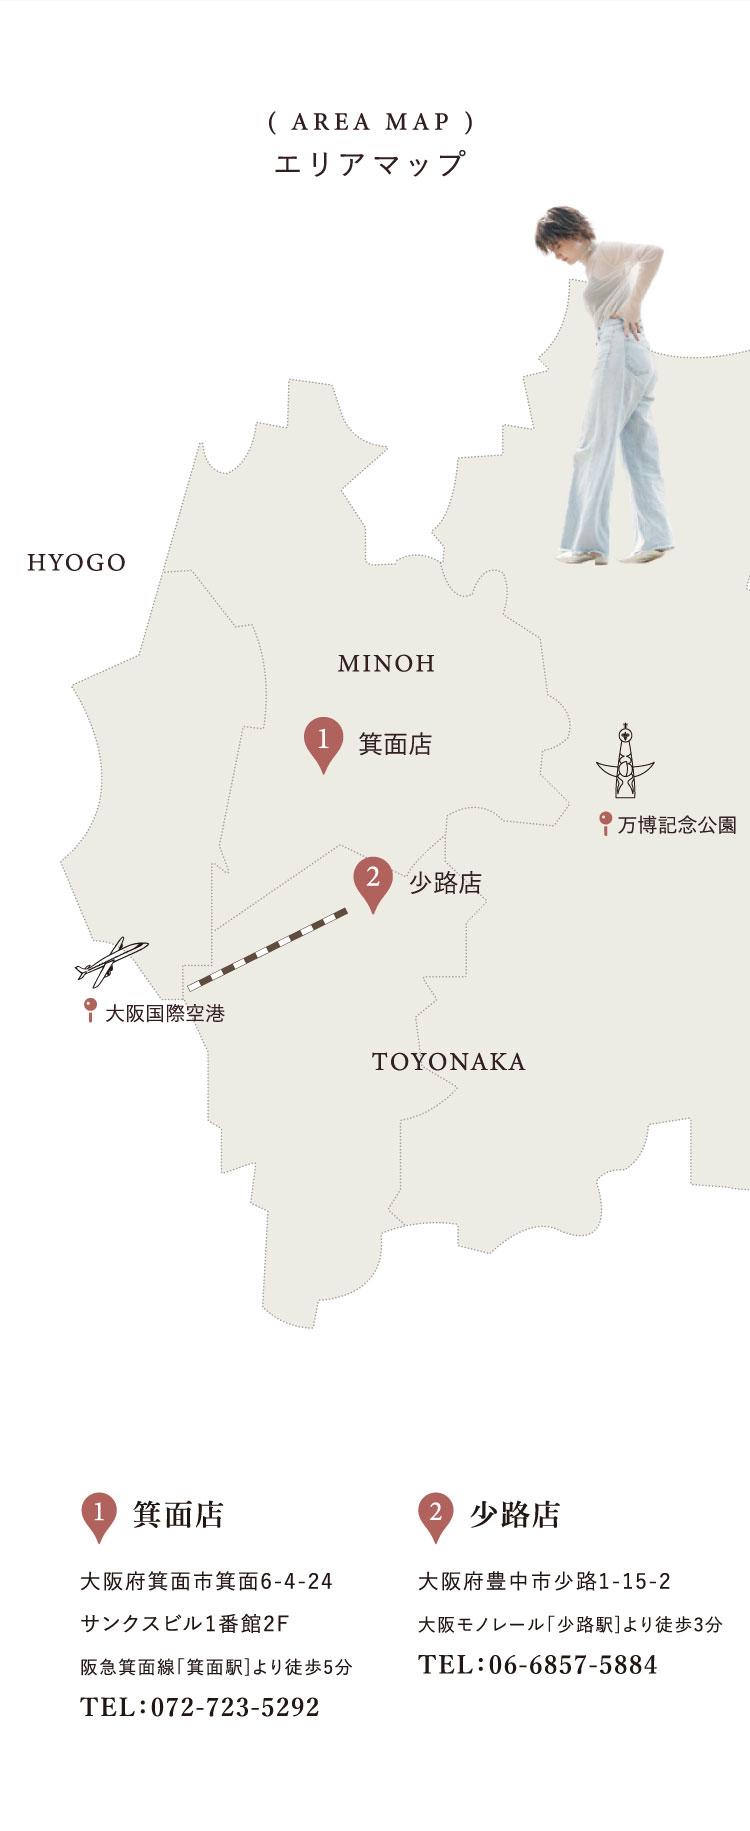 ( AREA MAP )
エリアマップ
HYOGO
MINOH
1 箕面店
万博記念公園
2 少路店
大阪国際空港
TOYONAKA
1 箕面店
大阪府箕面市箕面6-4-24
サンクスビル1番館2F
阪急箕面線「箕面駅]より徒歩5分
TEL：072-723-5292
2 少路店
大阪府豊中市少路1-15-2
大阪モノレール「少路駅]より徒歩3分
TEL：06-6857-5884